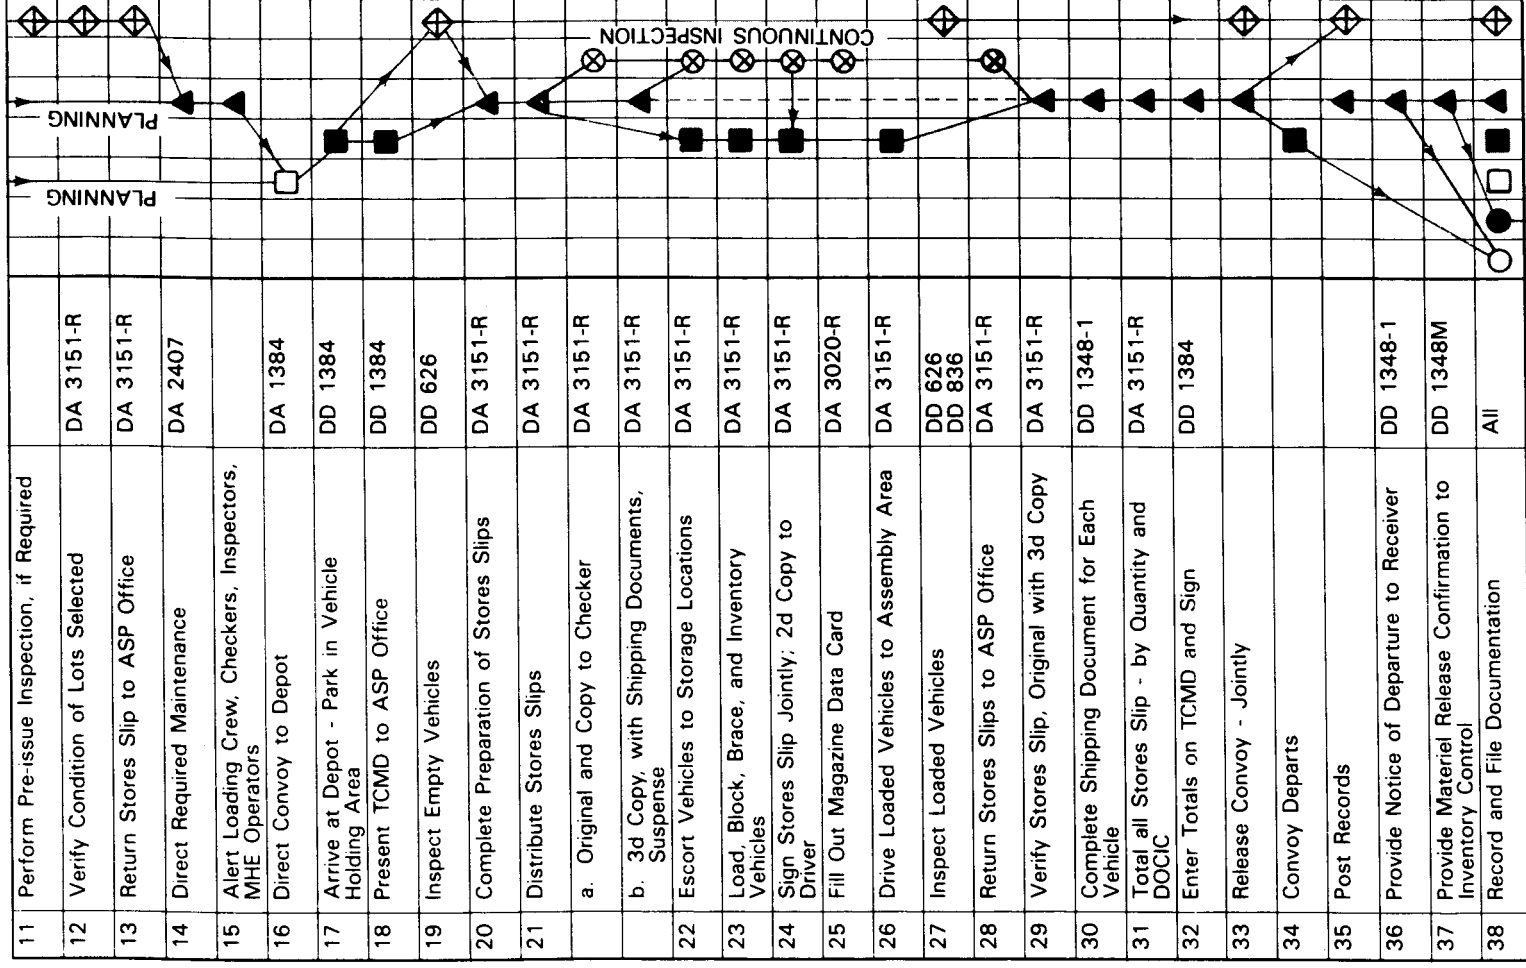 11 Perform Pre-issue Inspection, if Required
12 Verify Condition of Lots Selected DA 3151-R
13 Return Stores Slip to ASP Office DA 3151-R
14 Direct Required Maintenance DA 2407
15 Alert Loading Crew, Checkers, Inspectors,
MHE Operators
16 Direct Convoy to Depot DA 1384
17 Arrive at Depot - Park in Vehicle DD 1384
Holding Area
18 Present TCMD to ASP Office DD 1384
19 Inspect Empty Vehicles DD 626
20 Complete Preparation of Stores Slips DA 3151-R
21 Distribute Stores Slips DA 3151-R
a. Original and Copy to Checker DA 3151-R
b. 3d Copy, with Shipping Documents, DA 3151-R
Suspense
22 Escort Vehicles to Storage Locations DA 3151-R
23 Load, Block, Brace, and Inventory DA 3151-R
Vehicles
24 Sign Stores Slip Jointly; 2d Copy to DA 3151-R
Driver
25 Fill Out Magazine Data Card DA 3020-R
26 Drive Loaded Vehicles to Assembly Area DA 3151-R
27 Inspect Loaded Vehicles DD 626
DD 836
28 Return Stores Slips to ASP Office DA 3151-R
29 Verify Stores Slip, Original with 3d Copy DA 3151-R
30 Complete Shipping Document for Each DD 1348-1
Vehicle
31 Total all Stores Slip - by Quantity and DA 3151-R
DOCIC
32 Enter Totals on TCMD and Sign DD 1384
33 Release Convoy - Jointly
34 Convoy Departs
35 Post Records
36 Provide Notice of Departure to Receiver DD 1348-1
37 Provide Materiel Release Confirmation to DD 1348M
Inventory Control
38 Record and File Documentation All
PLANNING
PLANNING
CONTINUOUS INSPECTION